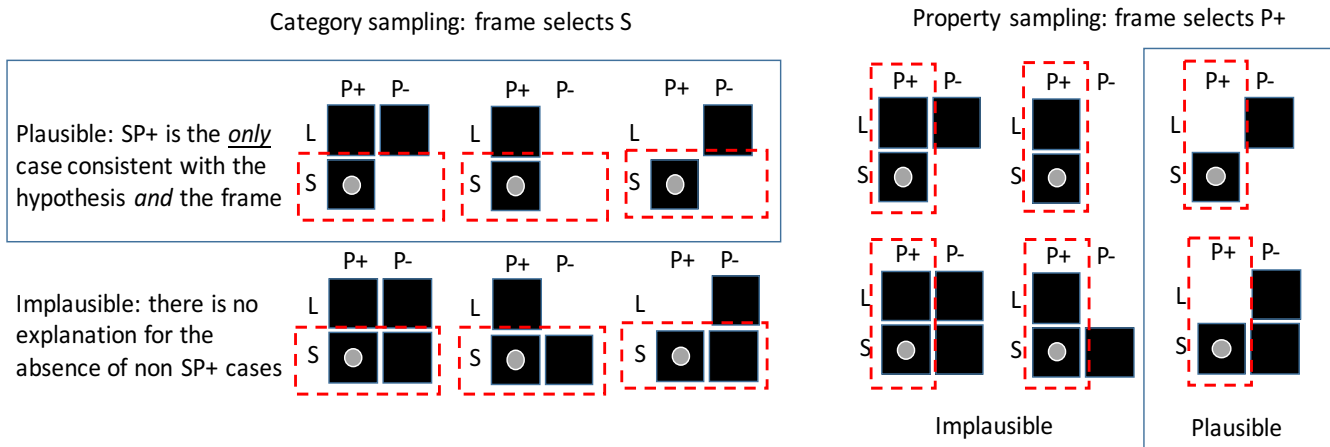 Category sampling: frame selects S
Plausible: SP+ is the only
case consistent with the
hypothesis and the frame
P+ P-
L
S
P+ P-
P+ P-
L
S
Implausible: there is no
explanation for the
absence of non SP+ cases
P+ P-
L
S
P+ P-
L
S
P+ P-
L
S
Property sampling: frame selects P+
P+ P-
L
S
P+ P-
L
S
P+ P-
L
S
P+ P-
L
S
P+ P-
L
S
P+ P-
L
S
Implausible
Plausible